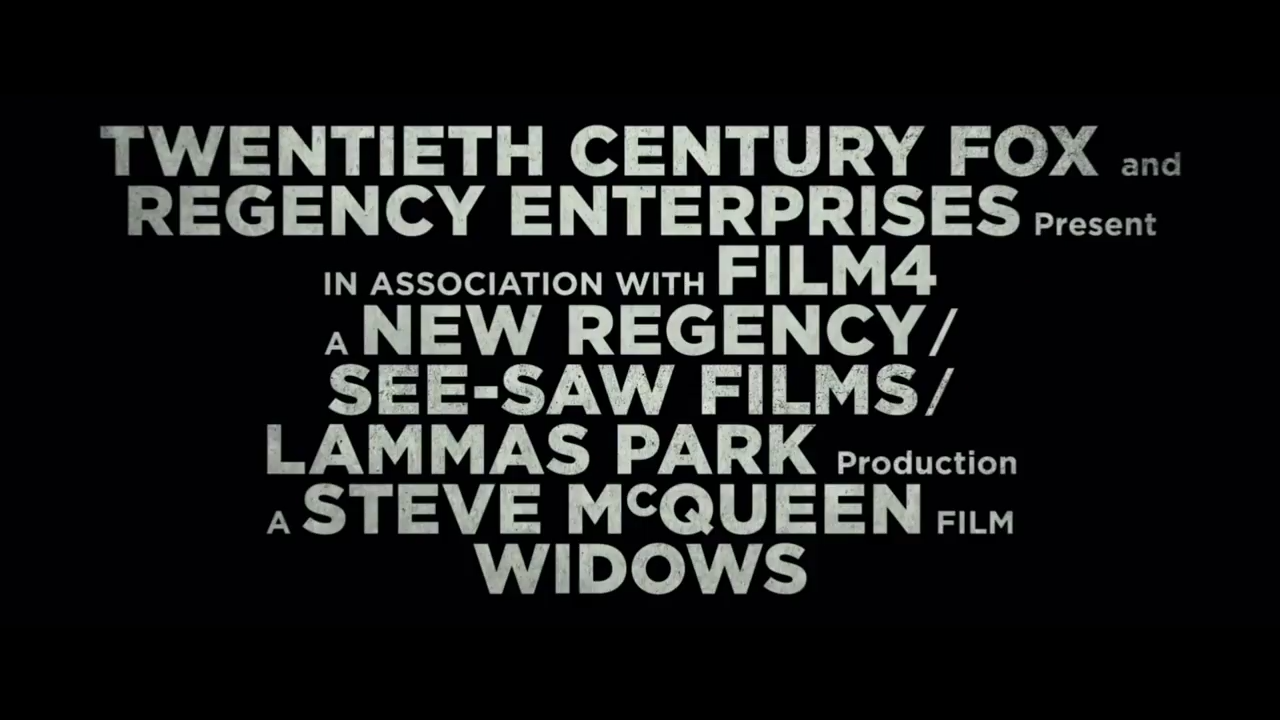 TWENTIETH CENTURY FOX and
REGENCY ENTERPRISES Present
IN ASSOCIATION WITH FILM4
A NEW REGENCY/
SEE-SAW FILMS/
LAMMAS PARK Production
A STEVE McQUEEN FILM
WIDOWS